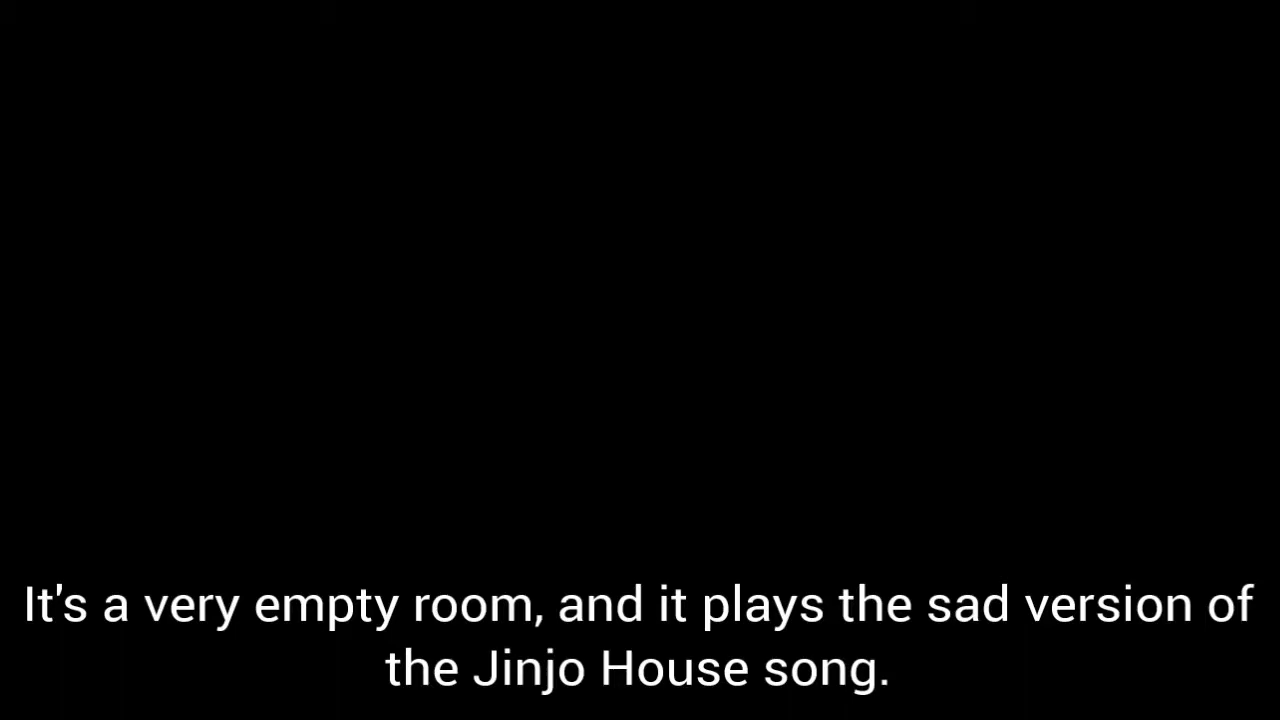 It's a very empty room, and it plays the sad version of
the Jinjo House song.